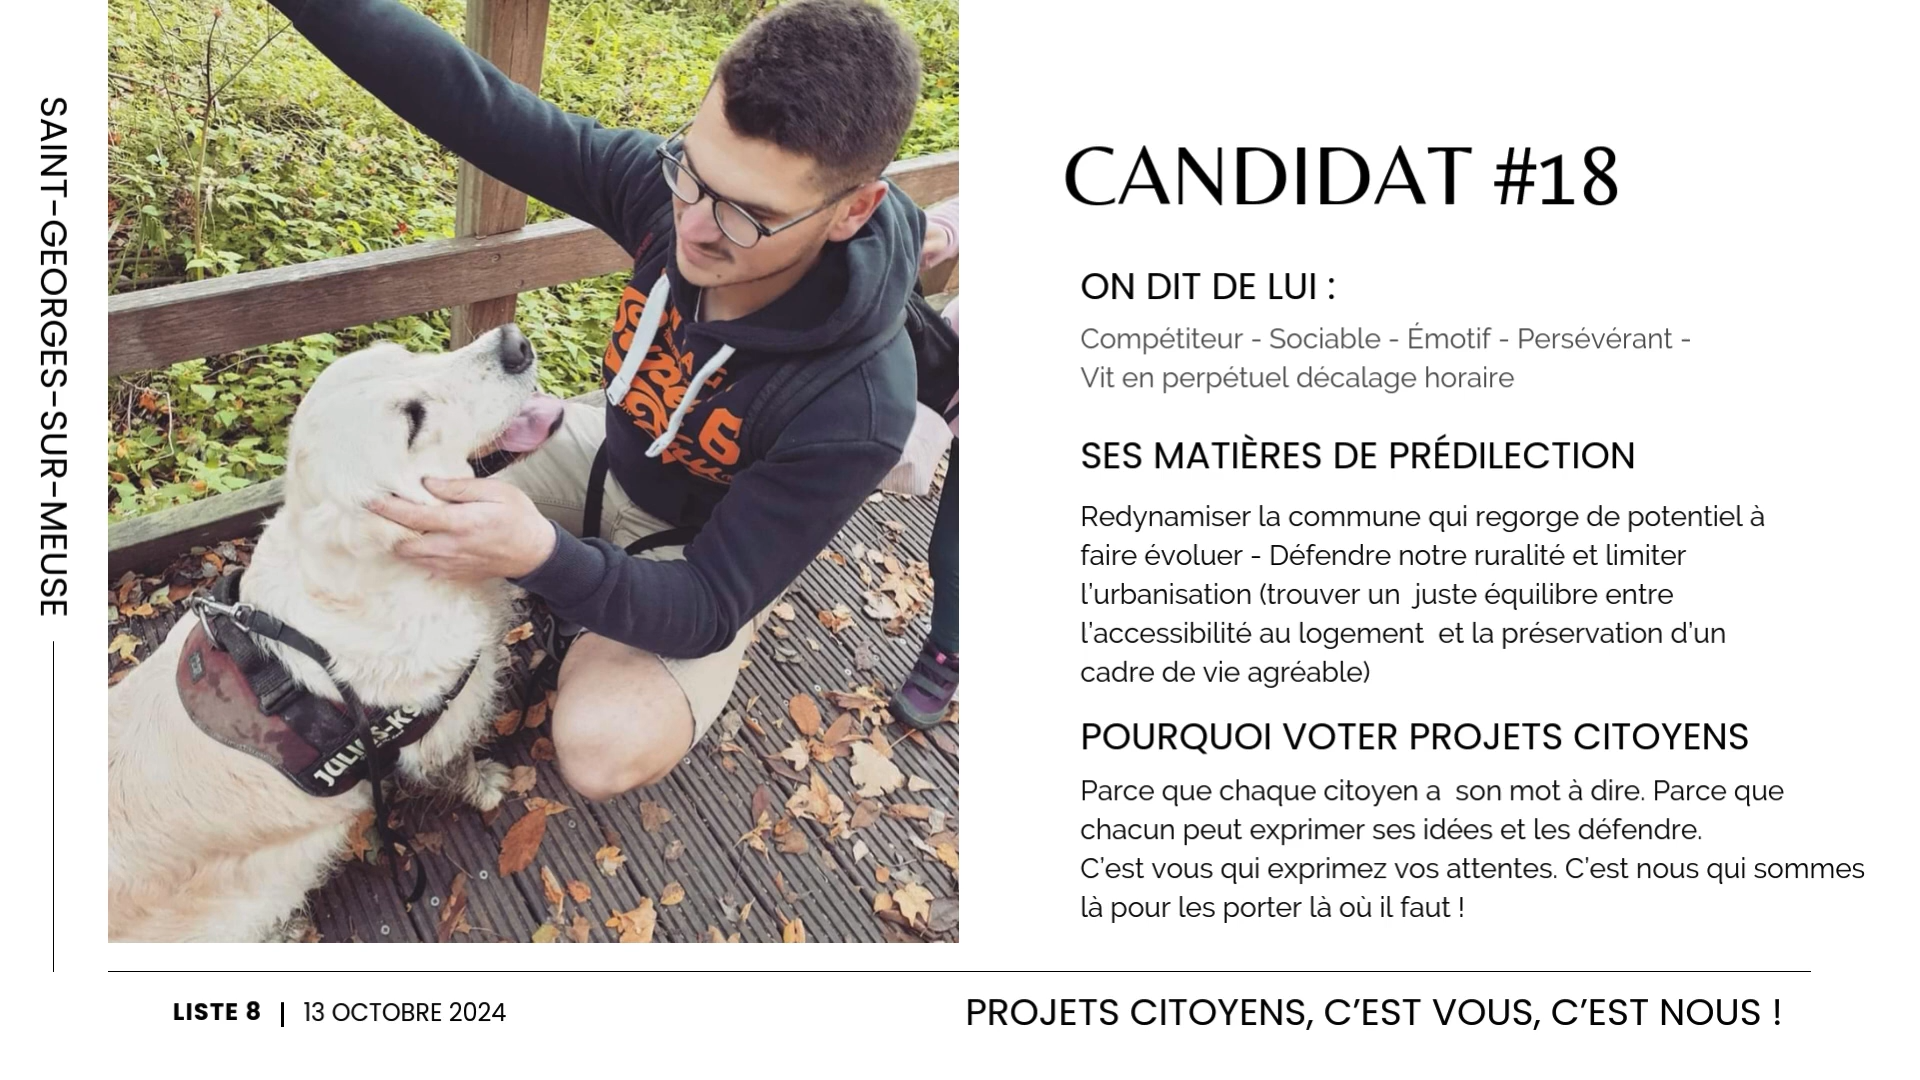 SAINT-GEORGES-SUR-MEUSE
CANDIDAT #18
ON DIT DE LUI :
Compétiteur - Sociable - Émotif - Persévérant -
Vit en perpétuel décalage horaire
SES MATIÈRES DE PRÉDILECTION
Redynamiser la commune qui regorge de potentiel à
faire évoluer - Défendre notre ruralité et limiter
l'urbanisation (trouver un  juste équilibre entre
l'accessibilité au logement  et la préservation d'un
cadre de vie agréable)
POURQUOI VOTER PROJETS CITOYENS
Parce que chaque citoyen a  son mot à dire. Parce que
chacun peut exprimer ses idées et les défendre.
C'est vous qui exprimez vos attentes. C'est nous qui sommes
là pour les porter là où il faut !
JULIUS-K9
6
LISTE 8 | 13 OCTOBRE 2024
PROJETS CITOYENS, C'EST VOUS, C'EST NOUS !